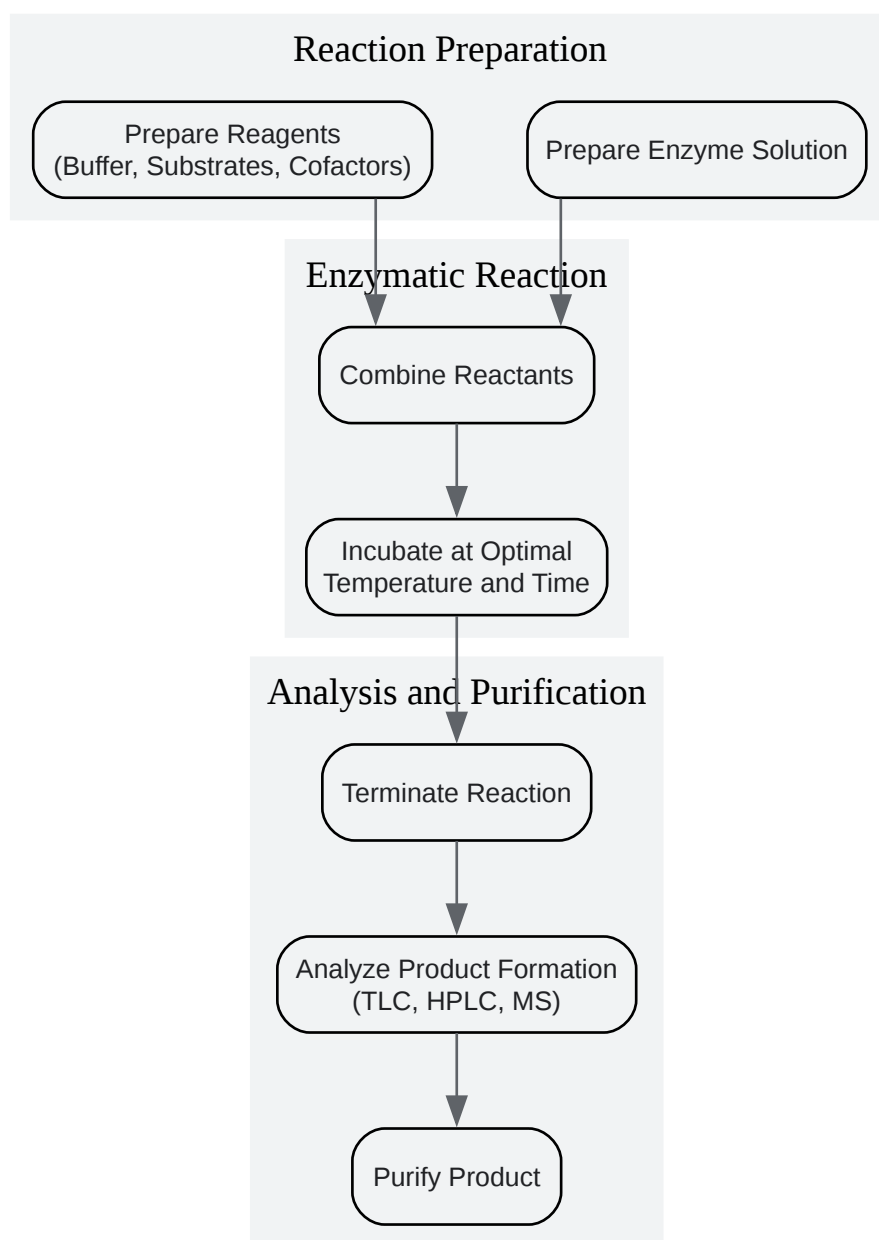 Reaction Preparation
Prepare Reagents
(Buffer, Substrates, Cofactors)
Prepare Enzyme Solution
Enzymatic Reaction
Combine Reactants
Incubate at Optimal
Temperature and Time
Analysis and Purification
Terminate Reaction
Analyze Product Formation
(TLC, HPLC, MS)
Purify Product